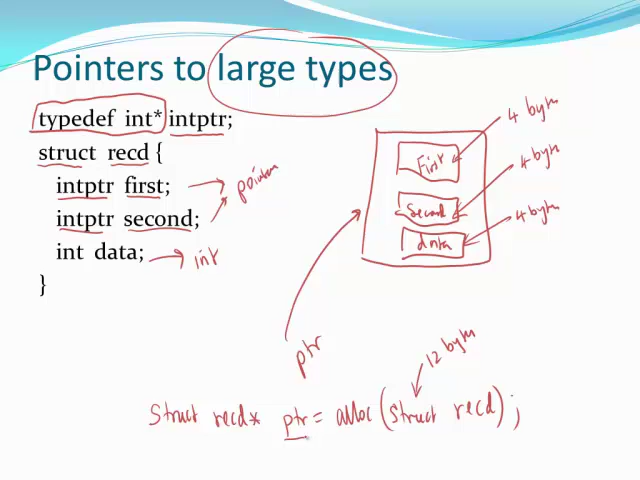 Pointers to large types
typedef int* intptr;
struct recd {
intptr first;
intptr second;
int data;
}
pointers
int
First
Second
data
4 byte
4 byte
4 byte
ptr
12 byte
Struct recd* ptr = alloc (Struct recd);